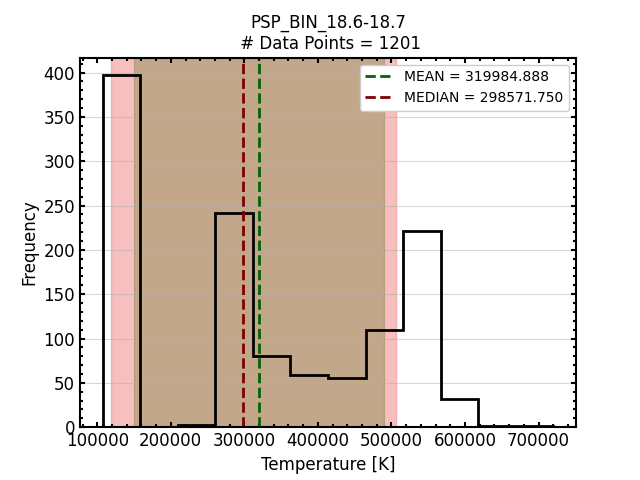 PSP_BIN_18.6-18.7
# Data Points = 1201
MEAN = 319984.888
MEDIAN = 298571.750
400
350
300
250
200
150
100
50
0
Frequency
100000 200000 300000 400000 500000 600000 700000
Temperature [K]